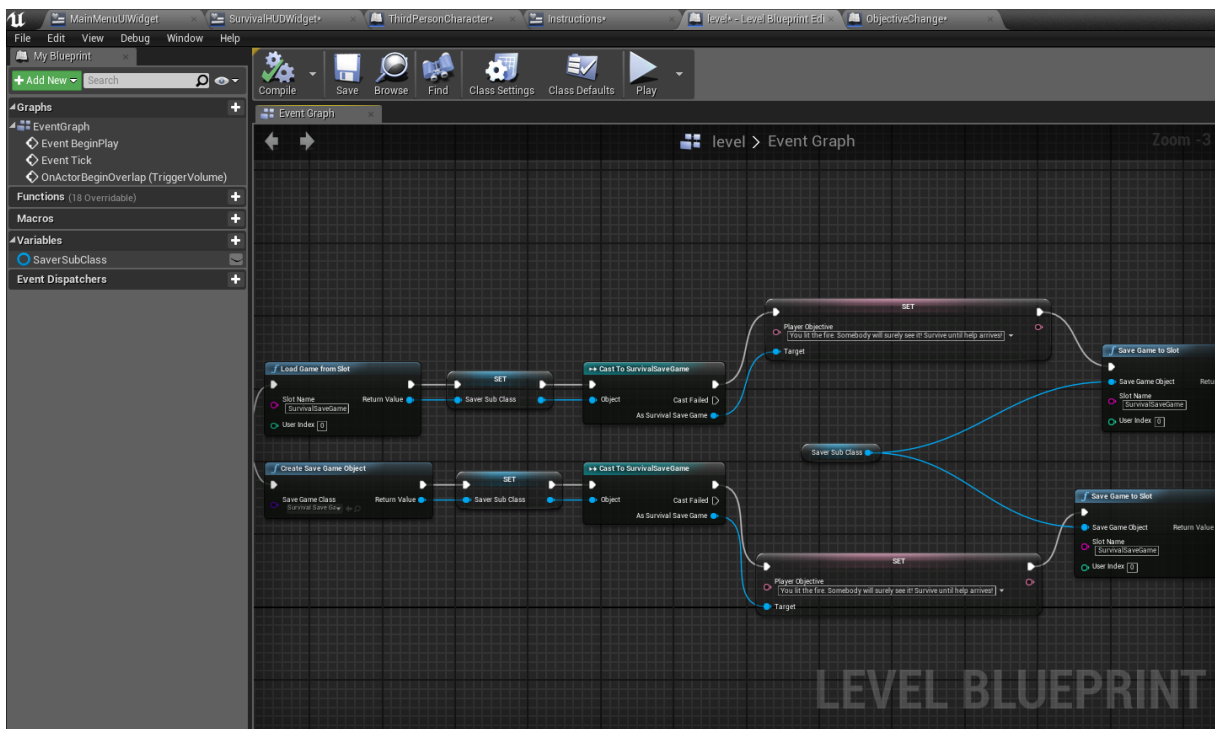 MainMenuUIWidget SurvivalHUDWidget• ThirdPersonCharacter• Instructions• level• - Level Blueprint Edi ObjectiveChange•
File Edit View Debug Window Help
My Blueprint
+ Add New Search
Compile Save Browse Find Class Settings Class Defaults Play
Graphs
Event Graph
EventGraph
Event BeginPlay
level > Event Graph
Zoom -3
Event Tick
OnActorBeginOverlap (TriggerVolume)
Functions (18 Overridable)
Macros
Variables
SaverSubClass
Event Dispatchers
SET
Player Objective
You lit the fire. Somebody will surely see it! Survive until help arrives!
Target
f Save Game to Slot
Save Game Object Retu
Slot Name
SurvivalSaveGame
User Index 0
f Load Game from Slot
Slot Name Return Value
SurvivalSaveGame
User Index 0
SET
Saver Sub Class
Cast To SurvivalSaveGame
Object Cast Failed
As Survival Save Game
Saver Sub Class
f Create Save Game Object
Save Game Class Return Value
Survival Save Ga
SET
Saver Sub Class
Cast To SurvivalSaveGame
Object Cast Failed
As Survival Save Game
f Save Game to Slot
Save Game Object Return Value
Slot Name
SurvivalSaveGame
User Index 0
SET
Player Objective
You lit the fire. Somebody will surely see it! Survive until help arrives!
Target
LEVEL BLUEPRINT